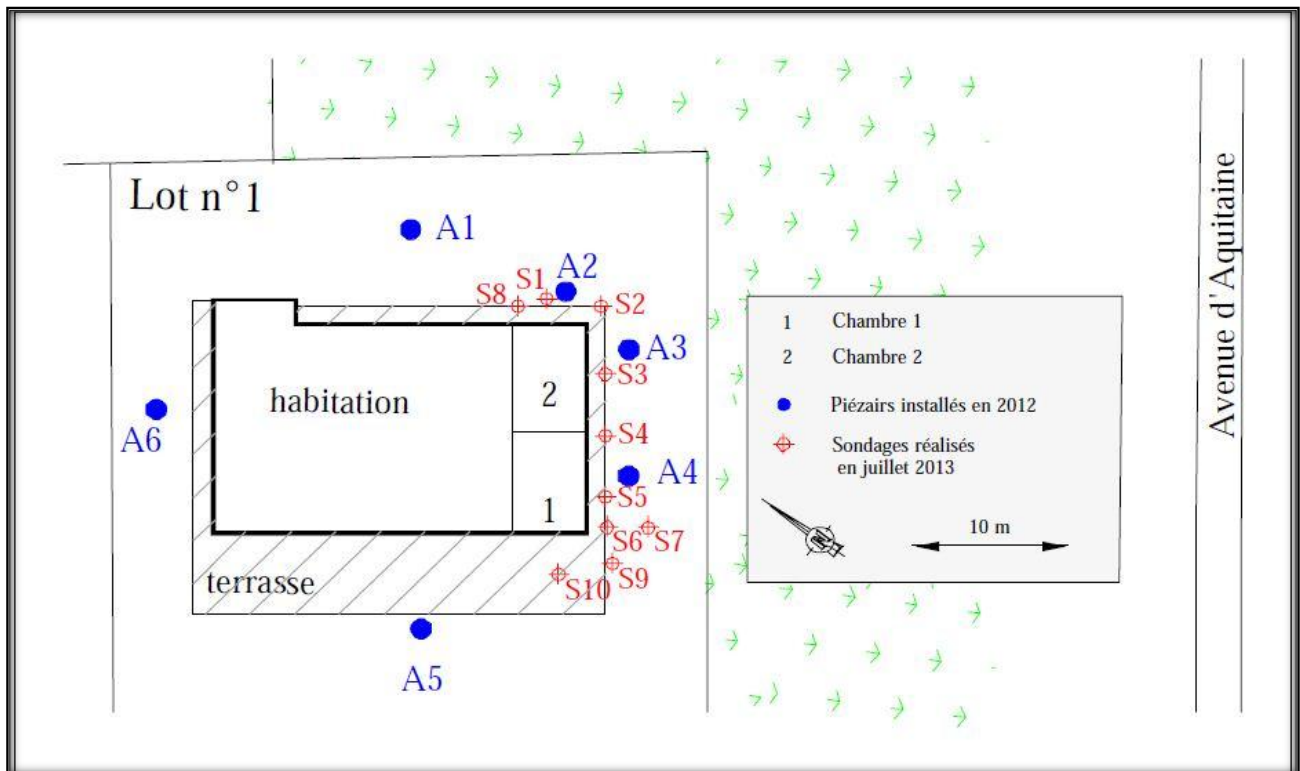 Lot n°1
A1
A2
S1
S8
S2
A3
S3
2
habitation
A6
S4
A4
S5
1
S6
S7
S9
S10
terrasse
A5
1 Chambre 1
2 Chambre 2
Piézairs installés en 2012
Sondages réalisés
en juillet 2013
10 m
Avenue d'Aquitaine